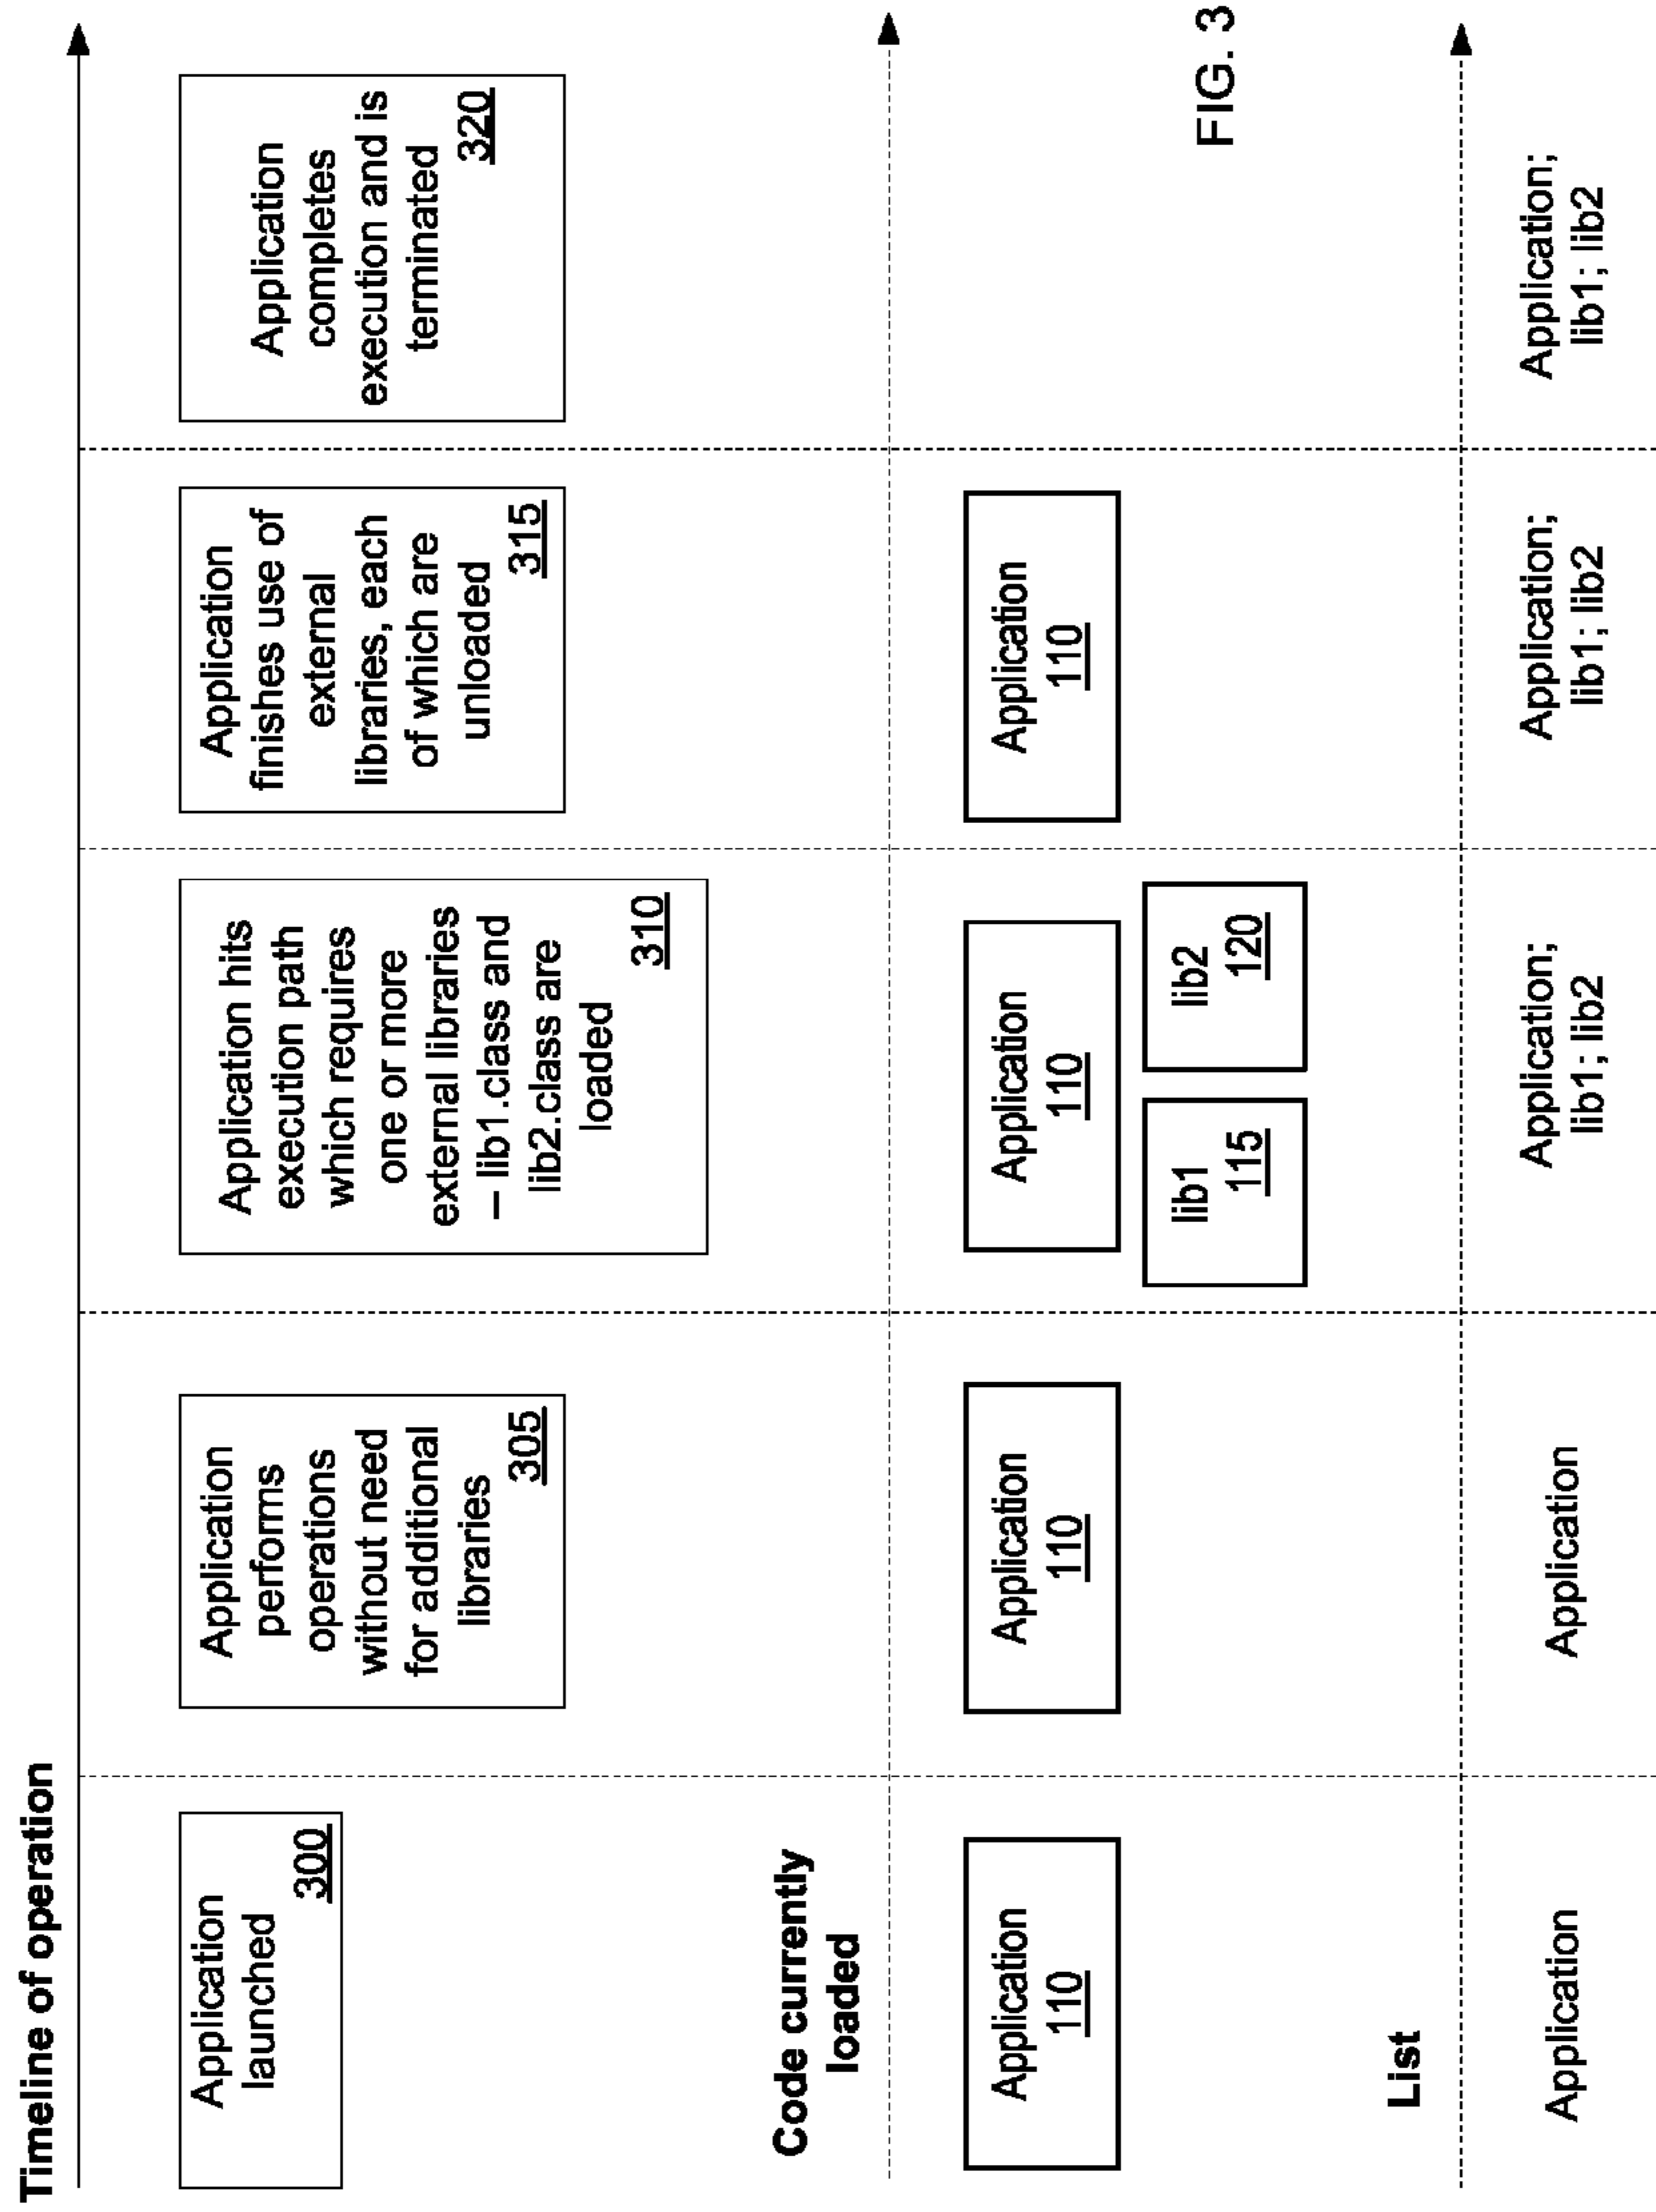 Timeline of operation
Application
launched
300
Application
performs
operations
without need
for additional
libraries
305
Application hits
execution path
which requires
one or more
external libraries
– lib1.class and
lib2.class are
loaded
310
Application
finishes use of
external
libraries, each
of which are
unloaded
315
Application
completes
execution and is
terminated
320
Code currently
loaded
Application
110
Application
110
Application
110
lib1
115
lib2
120
Application
110
FIG. 3
List
Application
Application
Application;
lib1; lib2
Application;
lib1; lib2
Application;
lib1; lib2